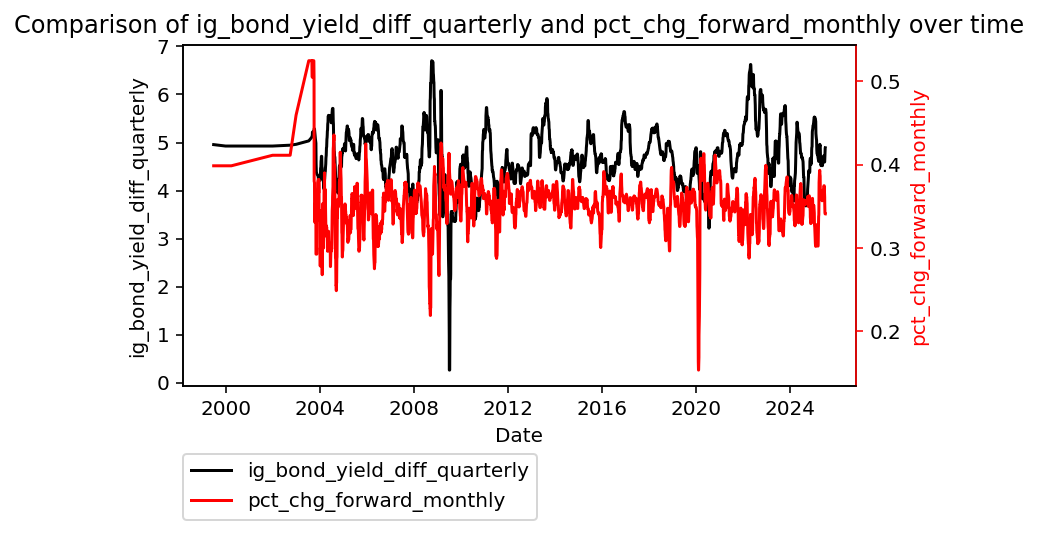 Comparison of ig_bond_yield_diff_quarterly and pct_chg_forward_monthly over time
7
6
5
4
3
2
1
0
ig_bond_yield_diff_quarterly
0.5
0.4
0.3
0.2
pct_chg_forward_monthly
2000 2004 2008 2012 2016 2020 2024
Date
ig_bond_yield_diff_quarterly
pct_chg_forward_monthly